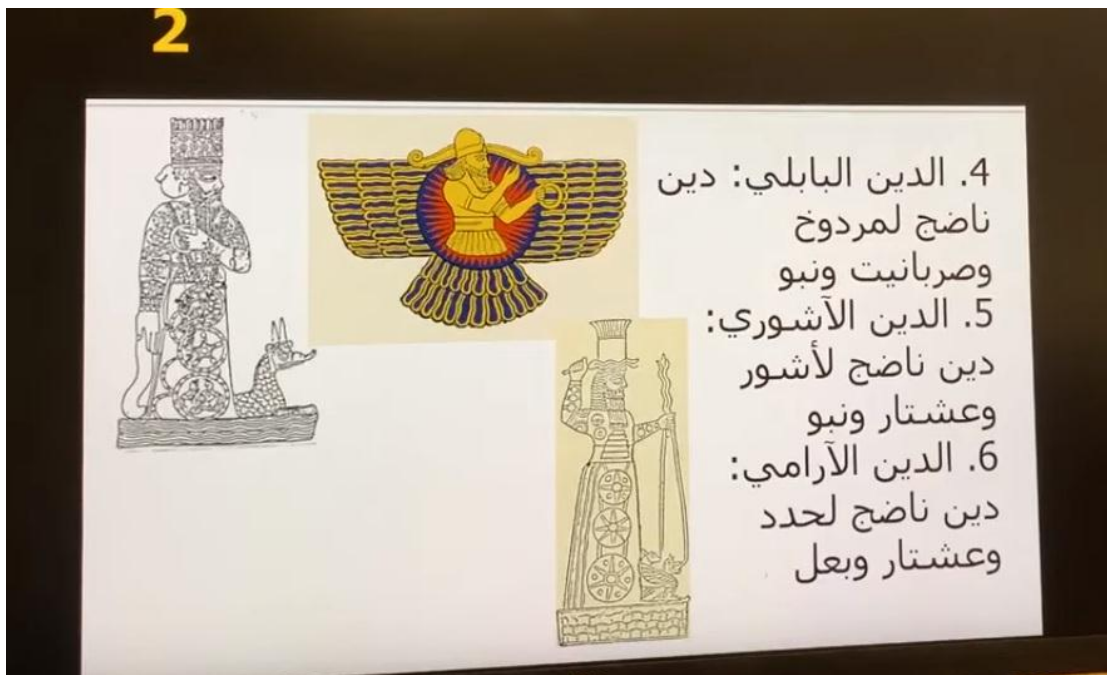 2
4. الدين البابلي: دين
ناضج لمردوخ
وصربانيت ونبو
5. الدين الآشوري:
دين ناضج لأشور
وعشتار ونبو
6. الدين الآرامي:
دين ناضج لحدد
وعشتار وبعل